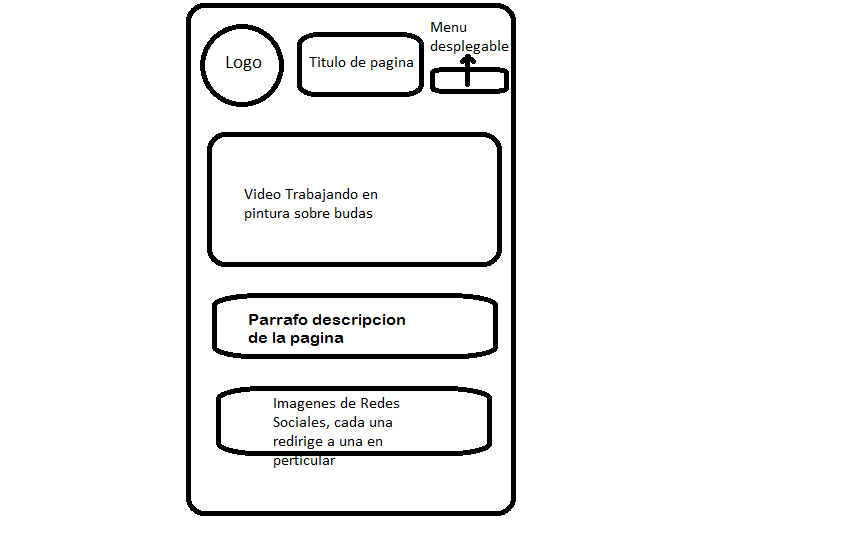 Logo
Titulo de pagina
Menu
desplegable
Video Trabajando en
pintura sobre budas
Parrafo descripcion
de la pagina
Imagenes de Redes
Sociales, cada una
redirige a una en
perticular